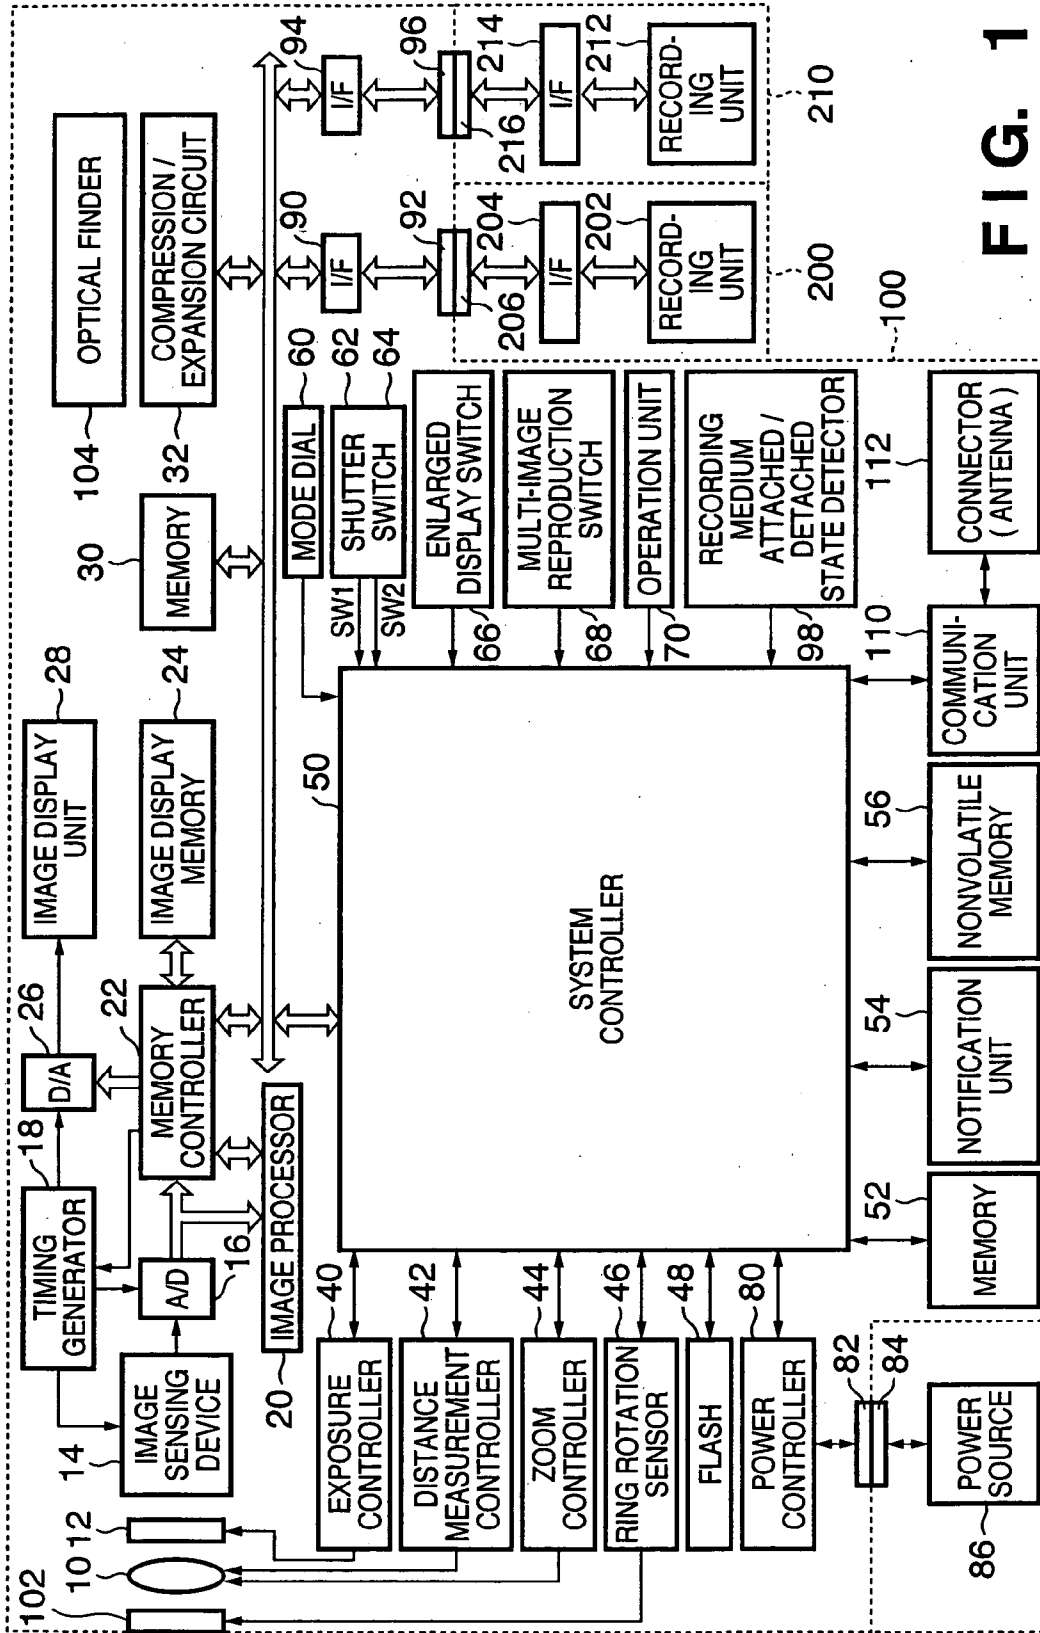 102
10
12
14
IMAGE
SENSING
DEVICE
TIMING
GENERATOR
18
A/D
16
D/A
26
MEMORY
CONTROLLER
22
IMAGE DISPLAY
UNIT
28
IMAGE DISPLAY
MEMORY
24
MEMORY
30
OPTICAL FINDER
104
COMPRESSION /
EXPANSION CIRCUIT
32
IMAGE PROCESSOR
20
EXPOSURE
CONTROLLER
40
DISTANCE
MEASUREMENT
CONTROLLER
42
ZOOM
CONTROLLER
44
RING ROTATION
SENSOR
46
FLASH
48
POWER
CONTROLLER
80
82
84
POWER
SOURCE
86
SYSTEM
CONTROLLER
50
MODE DIAL
60
SHUTTER
SWITCH
62
64
SW1
SW2
ENLARGED
DISPLAY SWITCH
66
MULTI-IMAGE
REPRODUCTION
SWITCH
68
OPERATION UNIT
70
RECORDING
MEDIUM
ATTACHED /
DETACHED
STATE DETECTOR
98
I/F
90
92
206
I/F
204
RECORD-
ING
UNIT
202
200
I/F
94
96
216
I/F
214
RECORD-
ING
UNIT
212
210
MEMORY
52
NOTIFICATION
UNIT
54
NONVOLATILE
MEMORY
56
COMMUNI-
CATION
UNIT
110
CONNECTOR
( ANTENNA )
112
100
FIG. 1